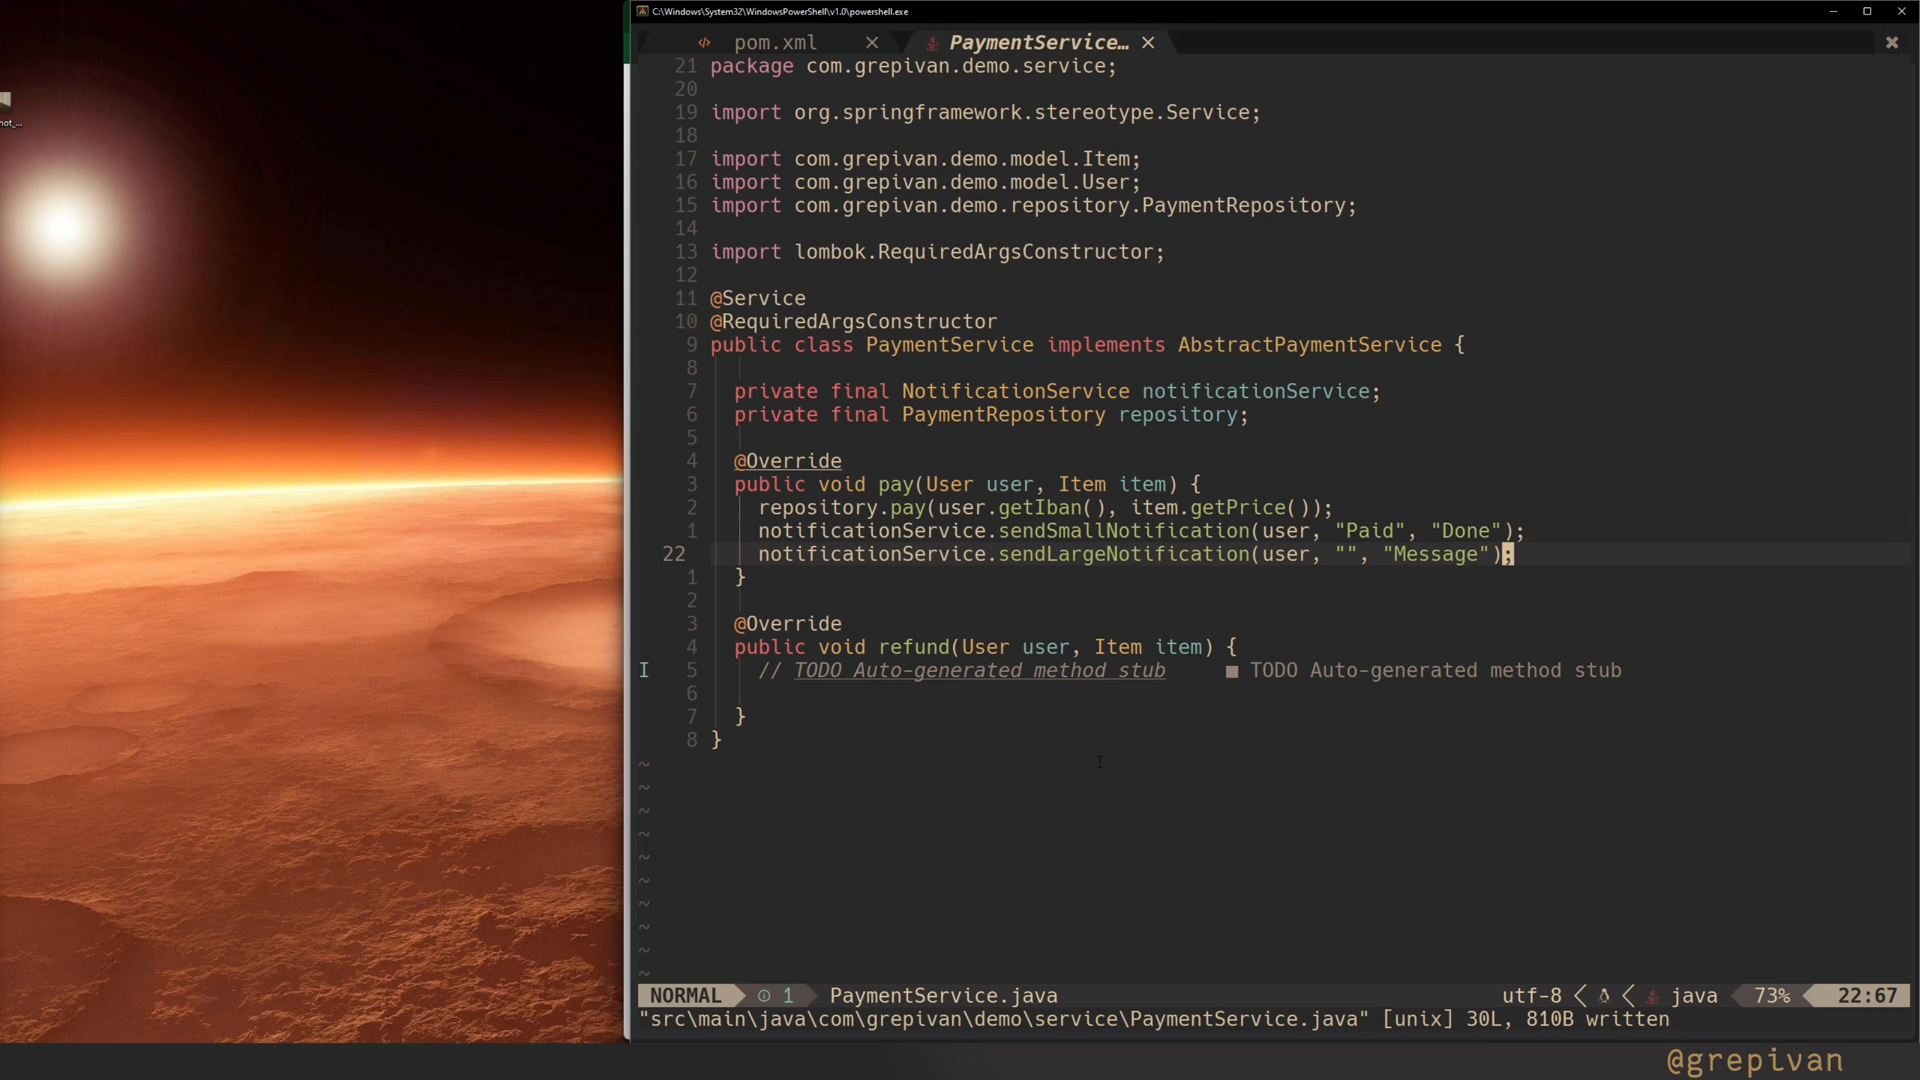 C:\Windows\System32\WindowsPowerShell\v1.0\powershell.exe
pom.xml
PaymentService…
not_...
21 package com.grepivan.demo.service;
20
19 import org.springframework.stereotype.Service;
18
17 import com.grepivan.demo.model.Item;
16 import com.grepivan.demo.model.User;
15 import com.grepivan.demo.repository.PaymentRepository;
14
13 import lombok.RequiredArgsConstructor;
12
11 @Service
10 @RequiredArgsConstructor
9 public class PaymentService implements AbstractPaymentService {
8
7 private final NotificationService notificationService;
6 private final PaymentRepository repository;
5
4 @Override
3 public void pay(User user, Item item) {
2 repository.pay(user.getIban(), item.getPrice());
1 notificationService.sendSmallNotification(user, "Paid", "Done");
22 notificationService.sendLargeNotification(user, "", "Message");
1 }
2
3 @Override
4 public void refund(User user, Item item) {
I 5 // TODO Auto-generated method stub ■ TODO Auto-generated method stub
6
7 }
8 }
~
~
~
~
~
~
~
~
~
~
NORMAL 1 PaymentService.java utf-8 java 73% 22:67
"src\main\java\com\grepivan\demo\service\PaymentService.java" [unix] 30L, 810B written
@grepivan